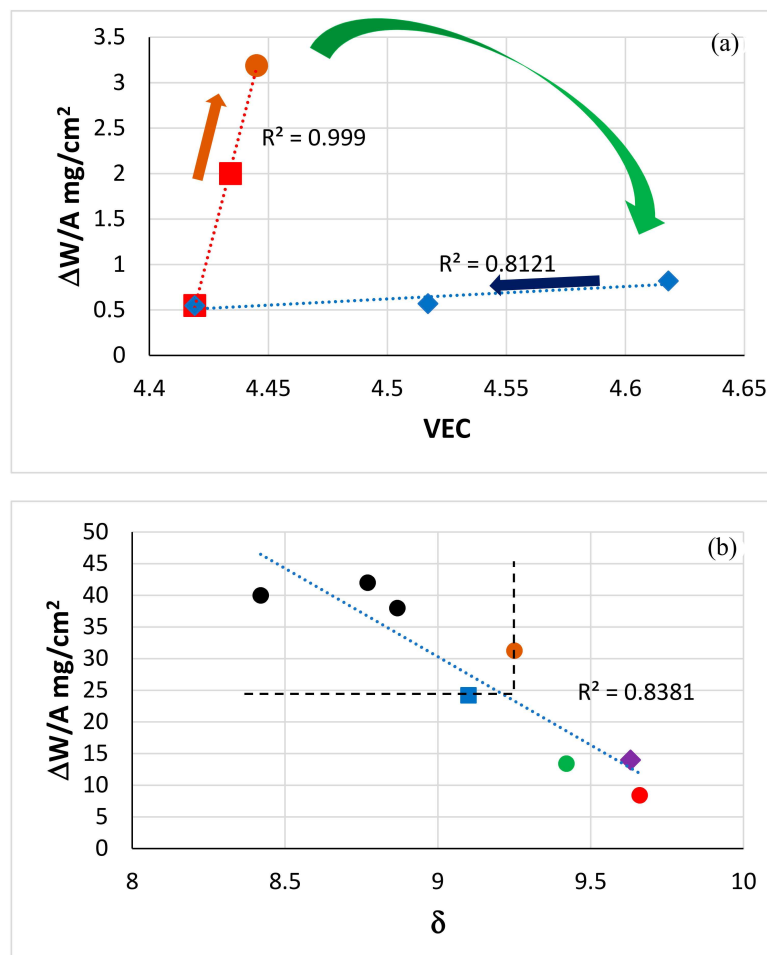 (a)
3.5
3
2.5
2
1.5
1
0.5
0
ΔW/A mg/cm²
R² = 0.999
R² = 0.8121
4.4 4.45 4.5 4.55 4.6 4.65
VEC
(b)
50
45
40
35
30
25
20
15
10
5
0
ΔW/A mg/cm²
R² = 0.8381
8 8.5 9 9.5 10
δ